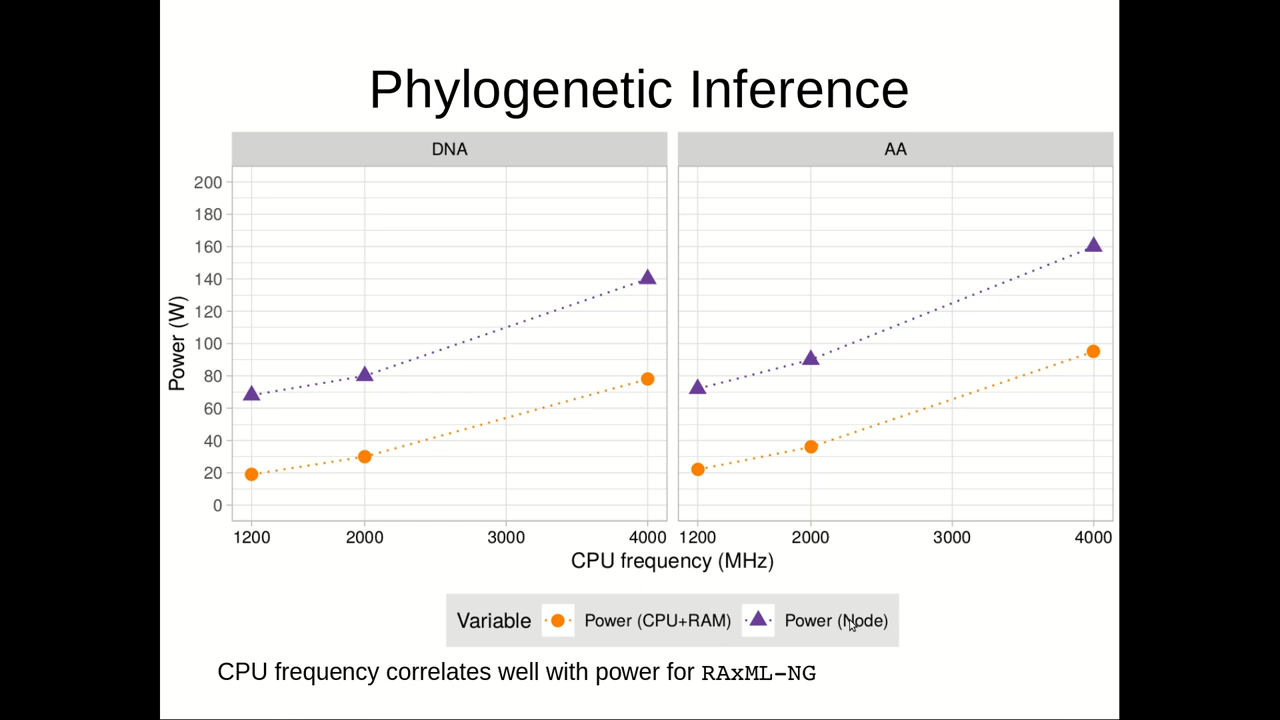 Phylogenetic Inference
DNA
AA
Power (W)
200
180
160
140
120
100
80
60
40
20
0
1200 2000 3000 4000
1200 2000 3000 4000
CPU frequency (MHz)
Variable Power (CPU+RAM) Power (Node)
CPU frequency correlates well with power for RAxML-NG